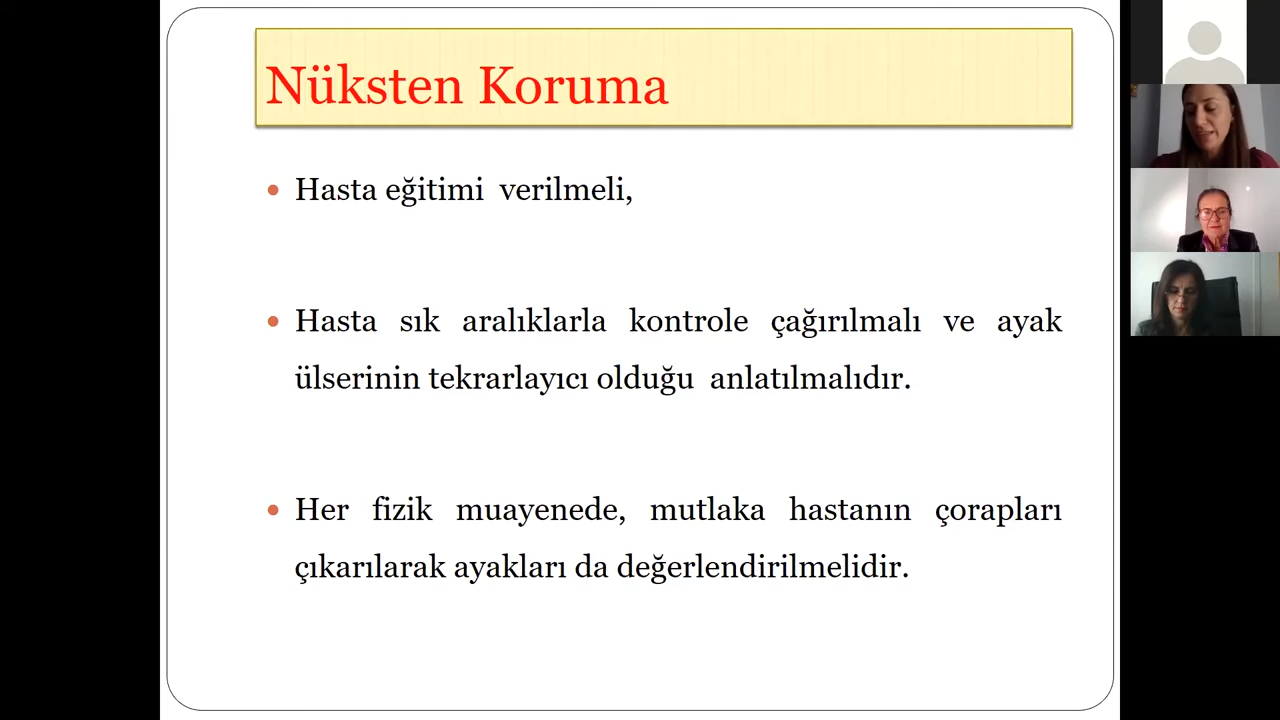 Nüksten Koruma
Hasta eğitimi verilmeli,
Hasta sık aralıklarla kontrole çağırılmalı ve ayak
ülserinin tekrarlayıcı olduğu anlatılmalıdır.
Her fizik muayenede, mutlaka hastanın çorapları
çıkarılarak ayakları da değerlendirilmelidir.